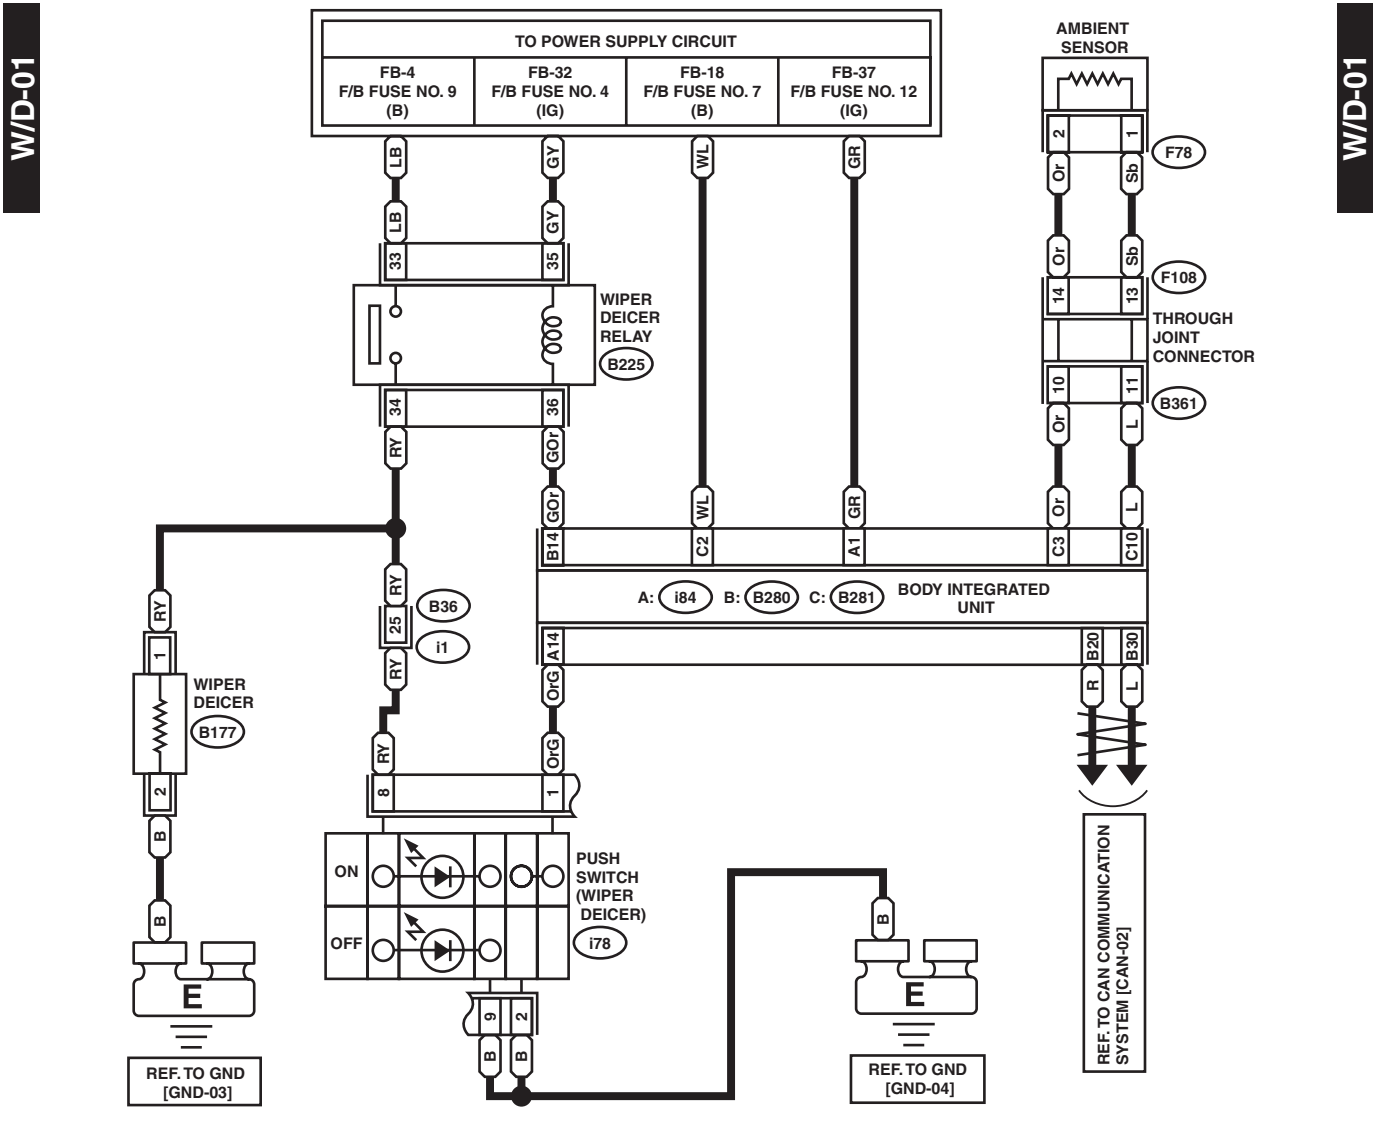 W/D-01
W/D-01
TO POWER SUPPLY CIRCUIT
FB-4
F/B FUSE NO. 9
(B)
FB-32
F/B FUSE NO. 4
(IG)
FB-18
F/B FUSE NO. 7
(B)
FB-37
F/B FUSE NO. 12
(IG)
AMBIENT
SENSOR
2
1
F78
LB
GY
WL
GR
Or
Sb
LB
GY
Or
Sb
33
35
14
13
F108
WIPER
DEICER
RELAY
B225
THROUGH
JOINT
CONNECTOR
34
36
10
11
B361
RY
GOr
Or
L
GOr
WL
GR
Or
L
B14
C2
A1
C3
C10
A: i84 B: B280 C: B281
BODY INTEGRATED
UNIT
RY
RY
25
B36
i1
RY
A14
B20
B30
OrG
R
L
1
WIPER
DEICER
B177
2
B
B
E
REF. TO GND
[GND-03]
RY
OrG
8
1
ON
OFF
PUSH
SWITCH
(WIPER
DEICER)
i78
9
2
B
B
B
E
REF. TO GND
[GND-04]
REF. TO CAN COMMUNICATION
SYSTEM [CAN-02]